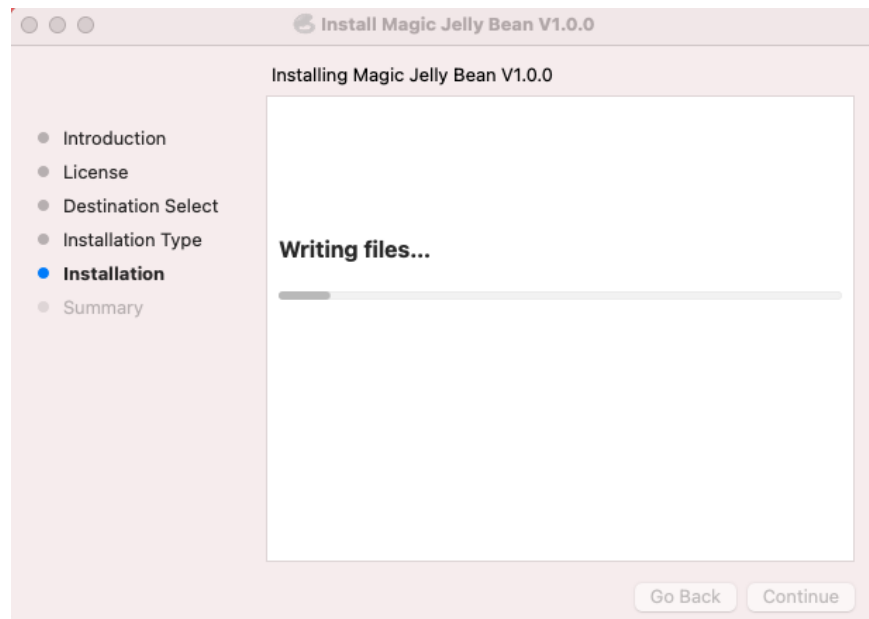 Install Magic Jelly Bean V1.0.0
Installing Magic Jelly Bean V1.0.0
Introduction
License
Destination Select
Installation Type
Installation
Summary
Writing files...
Go Back
Continue